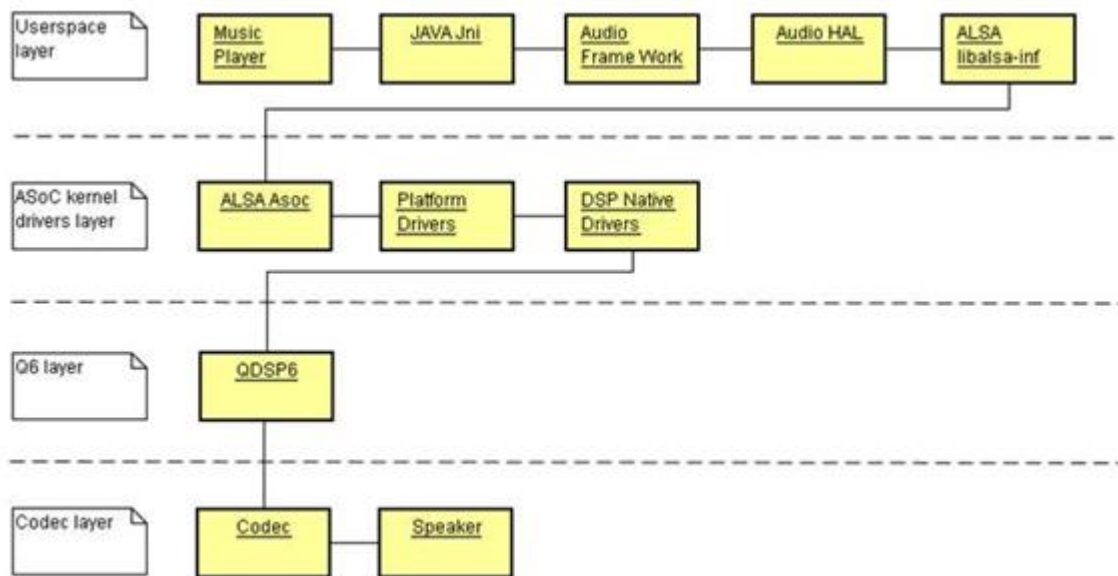 Userspace
layer
Music
Player
JAVA Jni
Audio
Frame Work
Audio HAL
ALSA
libalsa-inf
ASoC kernel
drivers layer
ALSA Asoc
Platform
Drivers
DSP Native
Drivers
Q6 layer
QDSP6
Codec layer
Codec
Speaker